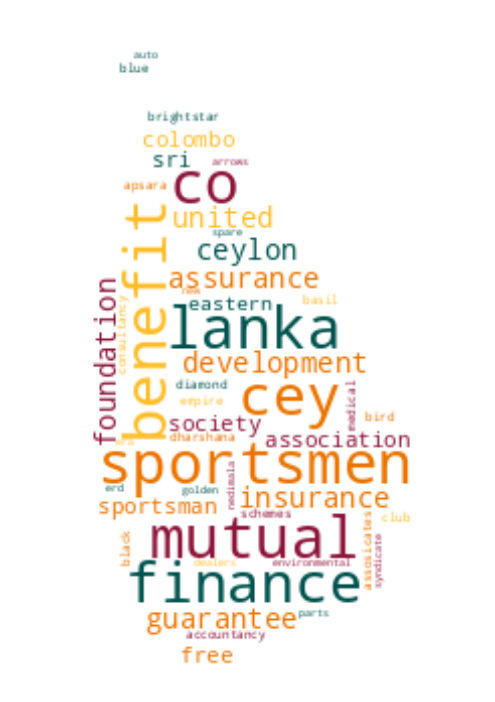 auto
blue
brightstar
colombo
sri
arrows
apsara
co
benefit
united
spare
ceylon
assurance
new
foundation
consultancy
eastern
basil
lanka
development
diamond
cey
medical
empire
society
bird
dharshana
association
sportsmen
erd
golden
nedimala
insurance
sportsman
schemes
club
associcates
mutual
black
syndicate
dealers
environmental
finance
guarantee
parts
accountancy
free